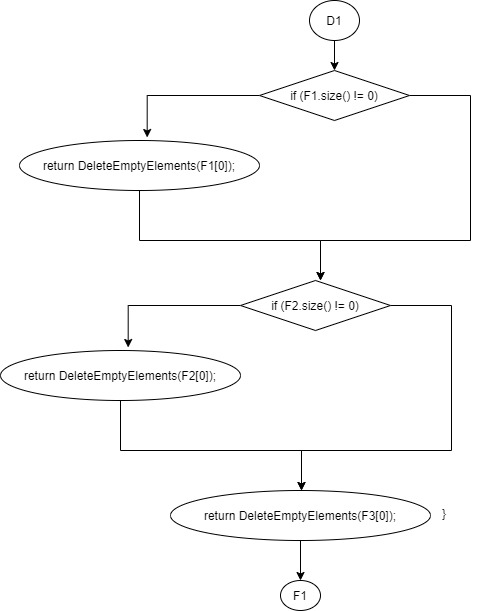 D1
if (F1.size() != 0)
return DeleteEmptyElements(F1[0]);
if (F2.size() != 0)
return DeleteEmptyElements(F2[0]);
return DeleteEmptyElements(F3[0]); }
F1